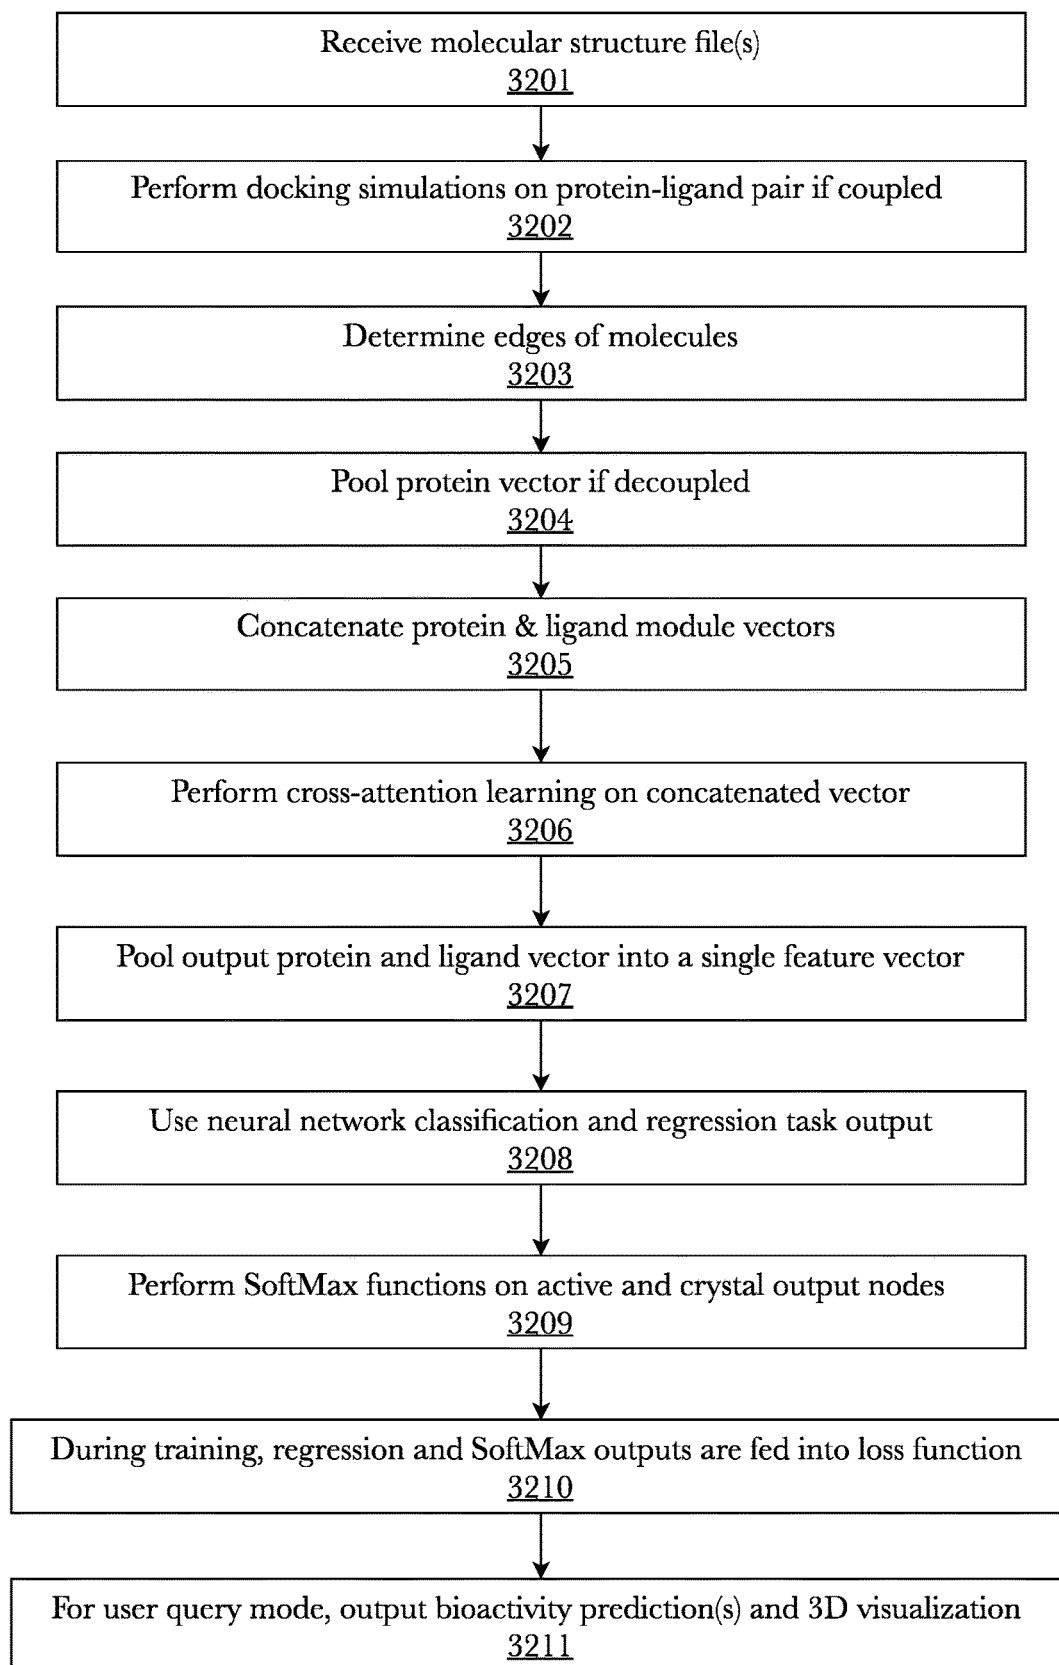 Receive molecular structure file(s)
3201
Perform docking simulations on protein-ligand pair if coupled
3202
Determine edges of molecules
3203
Pool protein vector if decoupled
3204
Concatenate protein & ligand module vectors
3205
Perform cross-attention learning on concatenated vector
3206
Pool output protein and ligand vector into a single feature vector
3207
Use neural network classification and regression task output
3208
Perform SoftMax functions on active and crystal output nodes
3209
During training, regression and SoftMax outputs are fed into loss function
3210
For user query mode, output bioactivity prediction(s) and 3D visualization
3211